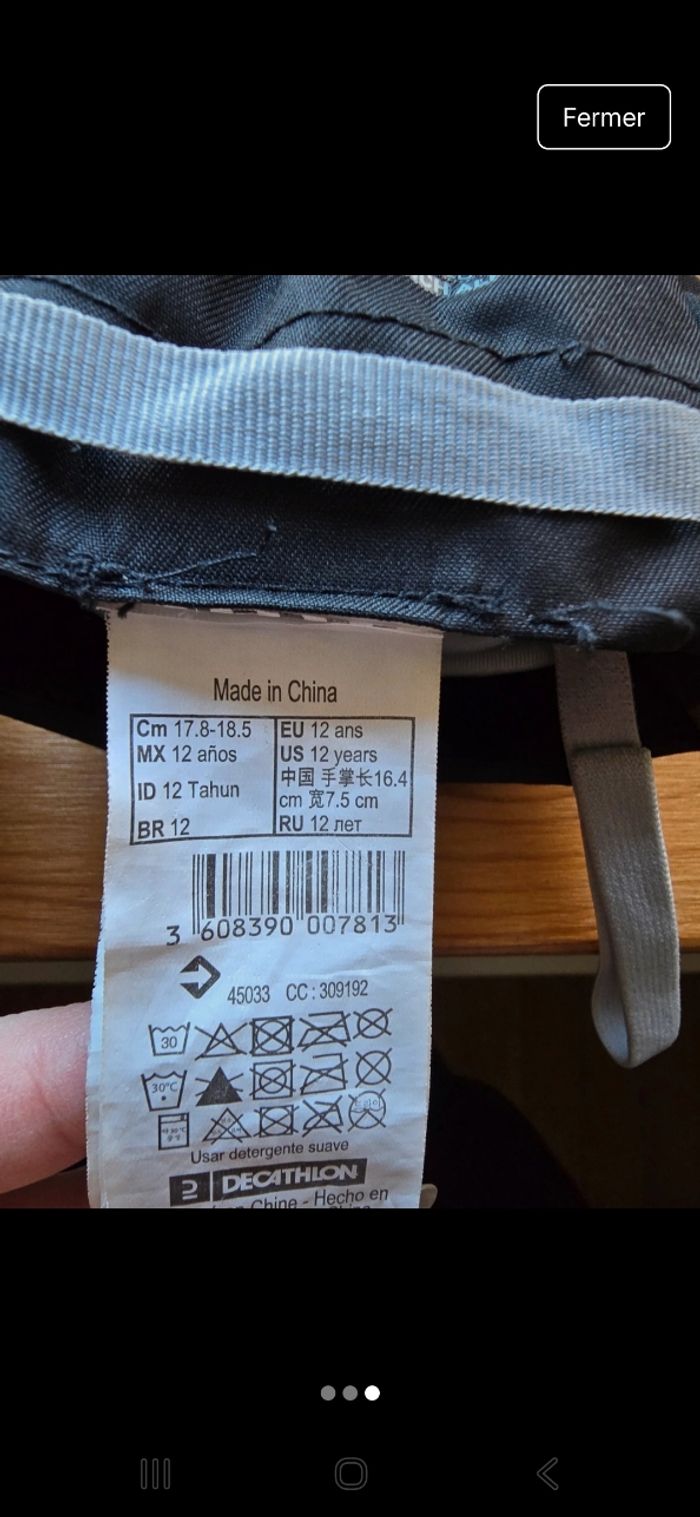 Fermer
Made in China
Cm 17.8-18.5 EU 12 ans
MX 12 años US 12 years
ID 12 Tahun 中国 手掌长16.4
cm 宽7.5 cm
BR 12 RU 12 лет
3 608390 007813
45033 CC : 309192
30
30°C
Usar detergente suave
DECATHLON
Chine - Hecho en